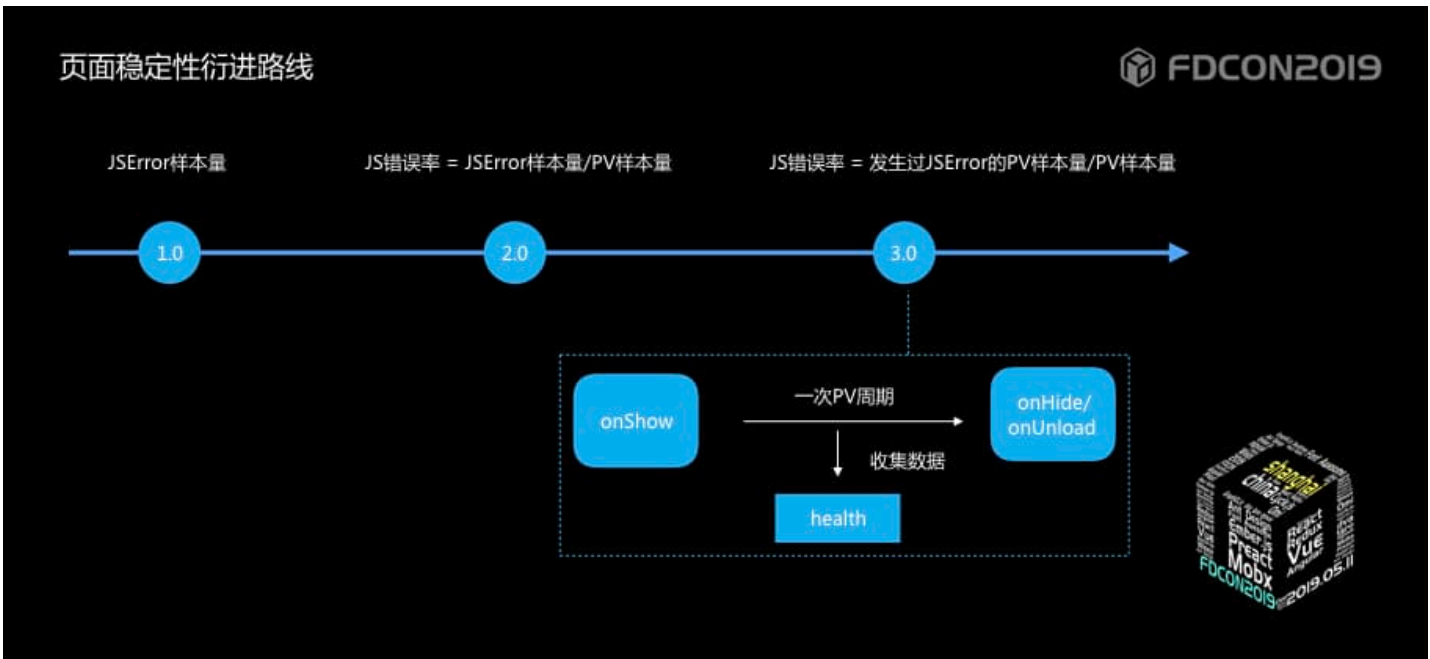 页面稳定性衍进路线
FDCON2019
JSError样本量
JS错误率 = JSError样本量/PV样本量
JS错误率 = 发生过JSError的PV样本量/PV样本量
1.0
2.0
3.0
onShow
一次PV周期
onHide/
onUnload
收集数据
health
shanghai
China
React
Redux
Vue
Angular
Ember.js
Preact
Mobx
FDCON2019
2019.05.11